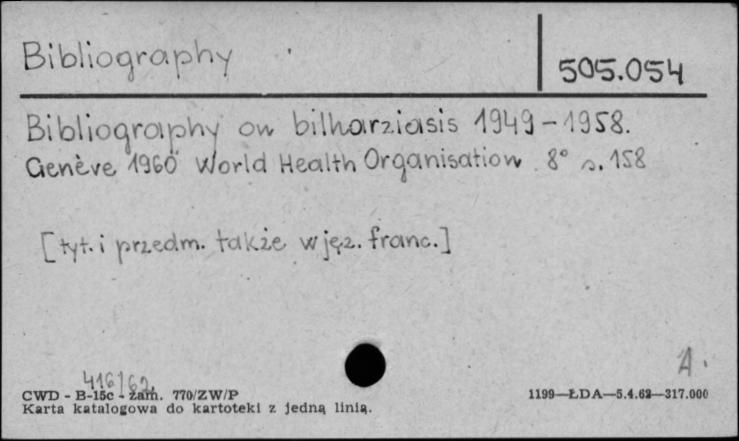 Bibliography
505.054
Bibliography on bilharziasis 1949-1958.
Genève 1960 World Health Organisation 8° s. 158
[tyt. i przedm. także w jęz. franc.]
A.
416/62.
CWD - B-15c - zam. 770/ZW/P
1199—ŁDA—5.4.62—317.000
Karta katalogowa do kartoteki z jedną linią.